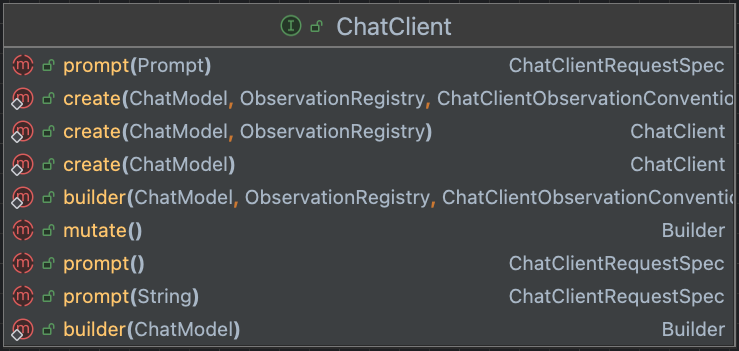 ChatClient
prompt(Prompt) ChatClientRequestSpec
create(ChatModel, ObservationRegistry, ChatClientObservationConventio
create(ChatModel, ObservationRegistry) ChatClient
create(ChatModel) ChatClient
builder(ChatModel, ObservationRegistry, ChatClientObservationConventio
mutate() Builder
prompt() ChatClientRequestSpec
prompt(String) ChatClientRequestSpec
builder(ChatModel) Builder